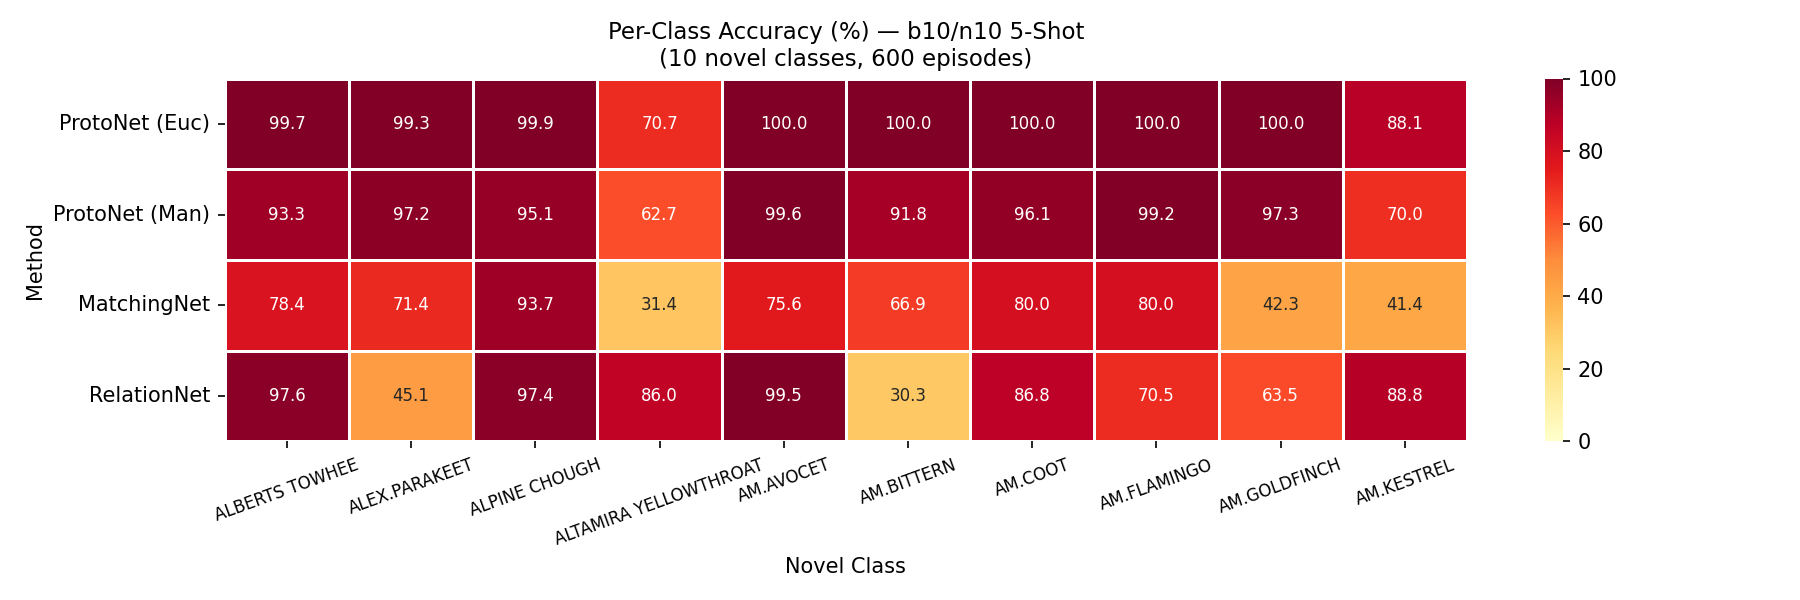 Per-Class Accuracy (%) — b10/n10 5-Shot
(10 novel classes, 600 episodes)
Method
ProtoNet (Euc) 99.7 99.3 99.9 70.7 100.0 100.0 100.0 100.0 100.0 88.1
ProtoNet (Man) 93.3 97.2 95.1 62.7 99.6 91.8 96.1 99.2 97.3 70.0
MatchingNet 78.4 71.4 93.7 31.4 75.6 66.9 80.0 80.0 42.3 41.4
RelationNet 97.6 45.1 97.4 86.0 99.5 30.3 86.8 70.5 63.5 88.8
ALBERTS TOWHEE ALEX.PARAKEET ALPINE CHOUGH ALTAMIRA YELLOWTHROAT AM.AVOCET AM.BITTERN AM.COOT AM.FLAMINGO AM.GOLDFINCH AM.KESTREL
Novel Class
100
80
60
40
20
0